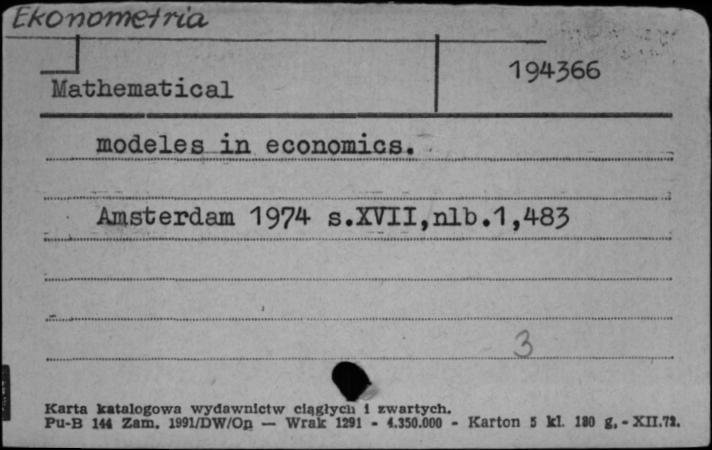 Ekonometria
194366
Mathematical
modeles in economics.
Amsterdam 1974 s.XVII,nlb.1,483
3
Karta katalogowa wydawnictw ciągłych i zwartych.
Pu-B 144 Zam. 1991/DW/Op — Wrak 1291 - 4.350.000 - Karton 5 kl. 180 g. - XII.72.